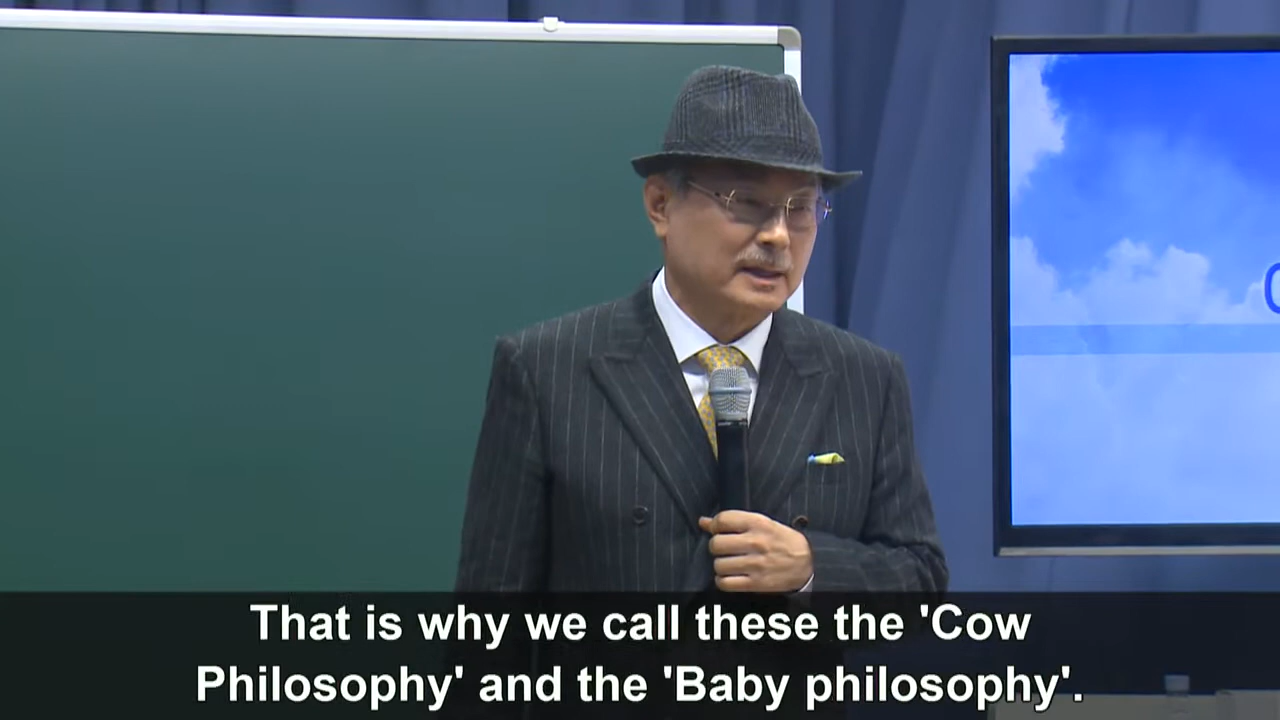 That is why we call these the 'Cow
Philosophy' and the 'Baby philosophy'.